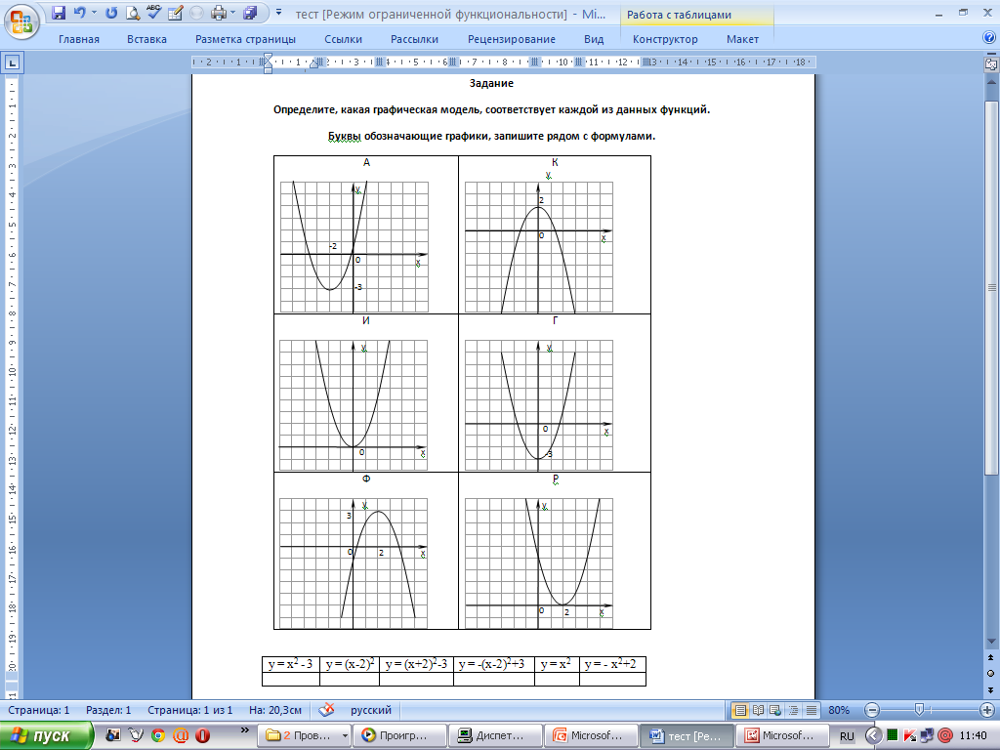 тест [Режим ограниченной функциональности] - Mi...
Работа с таблицами
Главная Вставка Разметка страницы Ссылки Рассылки Рецензирование Вид Конструктор Макет
Задание
Определите, какая графическая модель, соответствует каждой из данных функций.
Буквы обозначающие графики, запишите рядом с формулами.
А К
y
y
2
-2
0
x
0
x
-3
И Г
y y
0
x
0
x
-3
Ф Р
y y
3
0 2 x
0 2 x
y = x² - 3 y = (x-2)² y = (x+2)²-3 y = -(x-2)²+3 y = x² y = - x²+2
Страница: 1 Раздел: 1 Страница: 1 из 1 На: 20,3см русский 80%
пуск 2 Пров... Проигр... Диспет... Microsof... тест [Ре... Microsof... RU 11:40